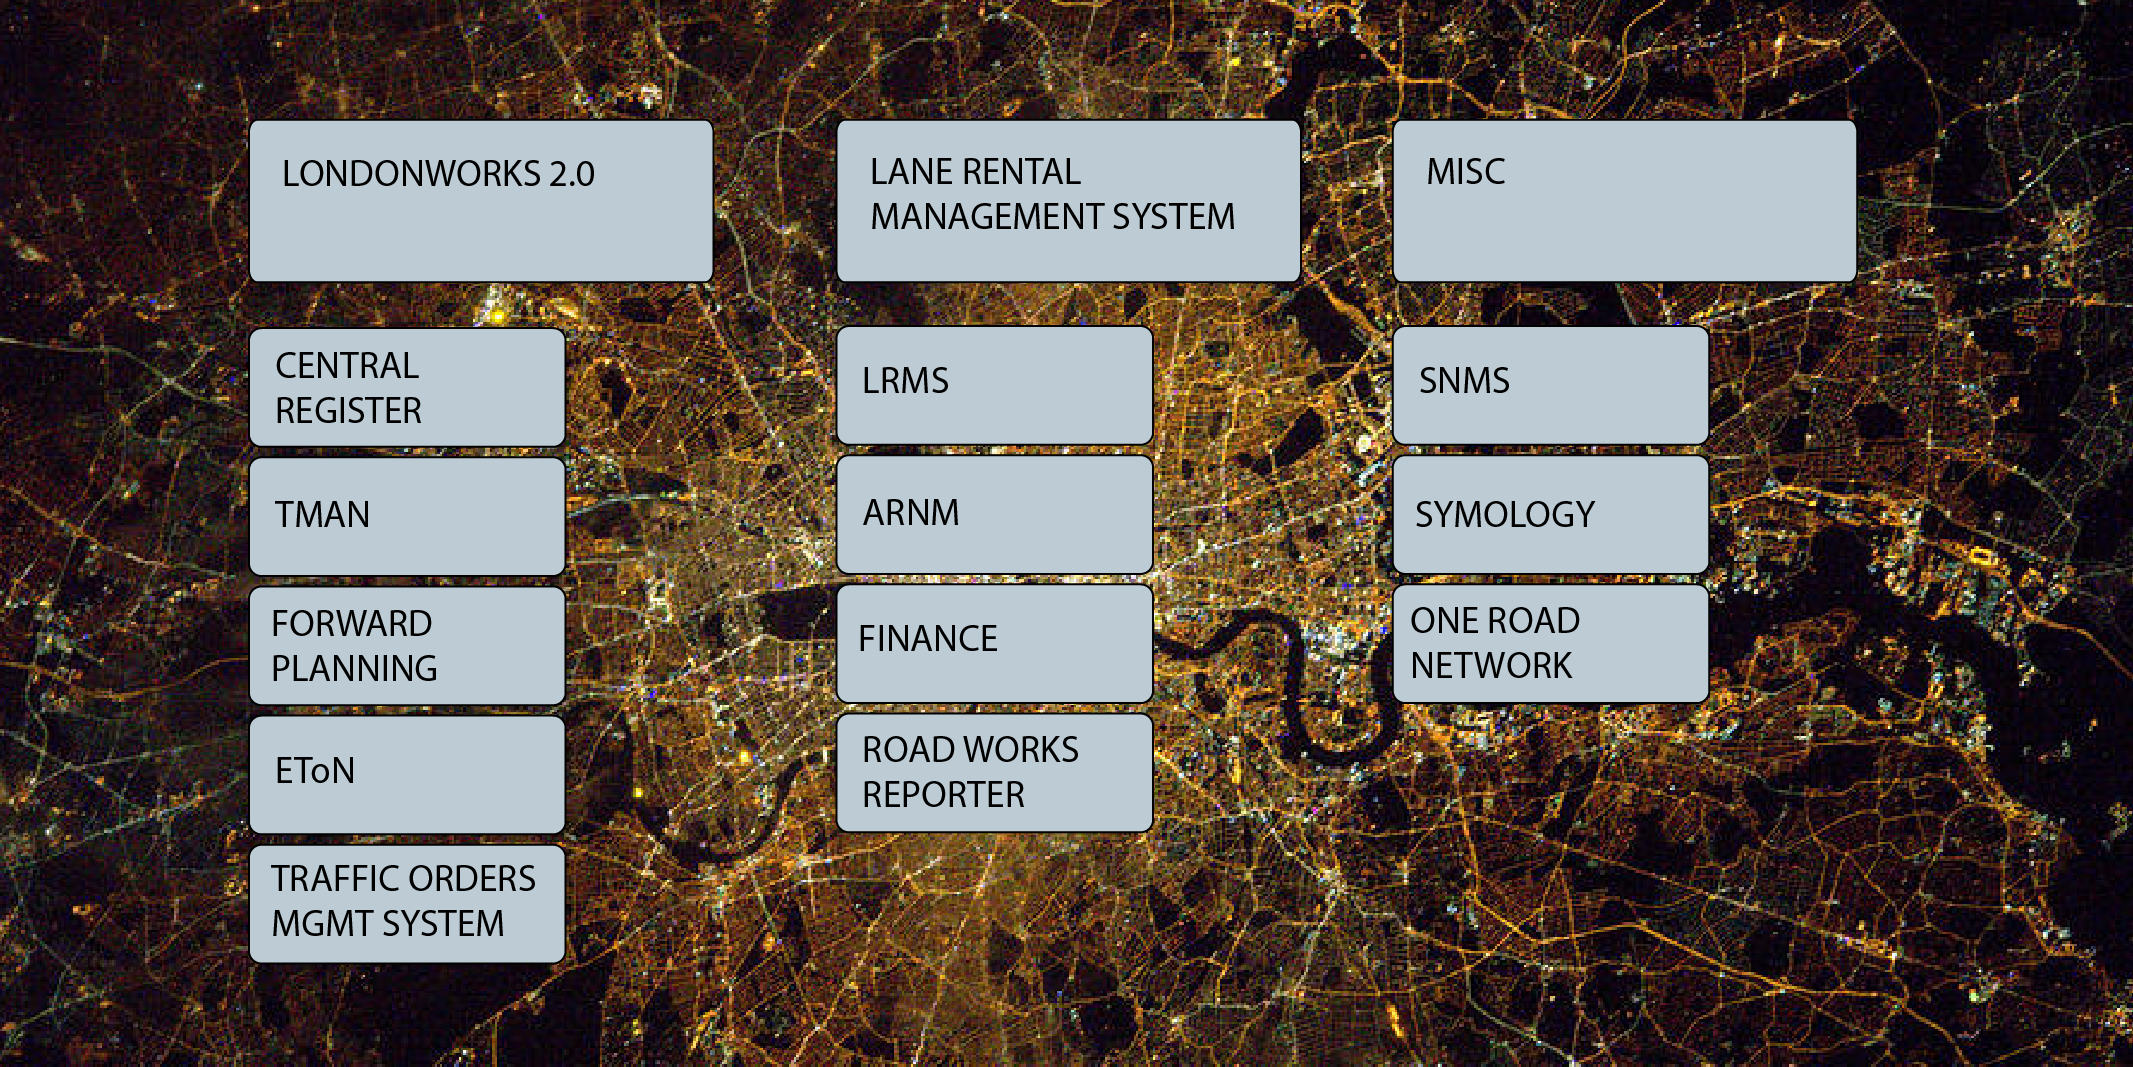 LONDONWORKS 2.0
CENTRAL
REGISTER
TMAN
FORWARD
PLANNING
EToN
TRAFFIC ORDERS
MGMT SYSTEM
LANE RENTAL
MANAGEMENT SYSTEM
LRMS
ARNM
FINANCE
ROAD WORKS
REPORTER
MISC
SNMS
SYMOLOGY
ONE ROAD
NETWORK